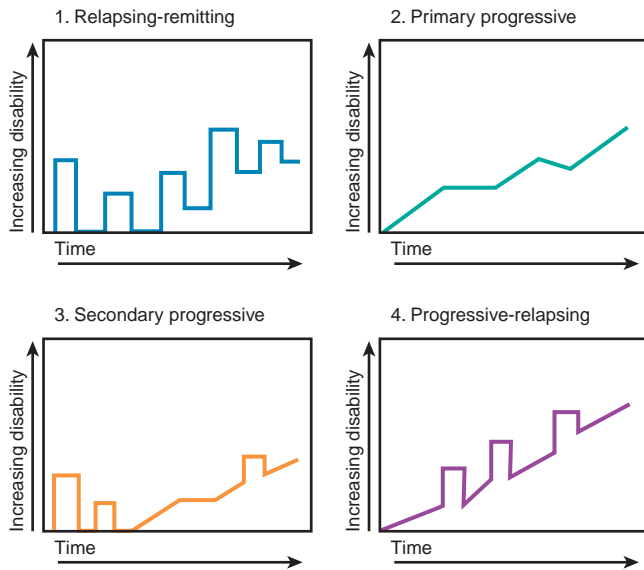 1. Relapsing-remitting
Increasing disability
Time
2. Primary progressive
Increasing disability
Time
3. Secondary progressive
Increasing disability
Time
4. Progressive-relapsing
Increasing disability
Time